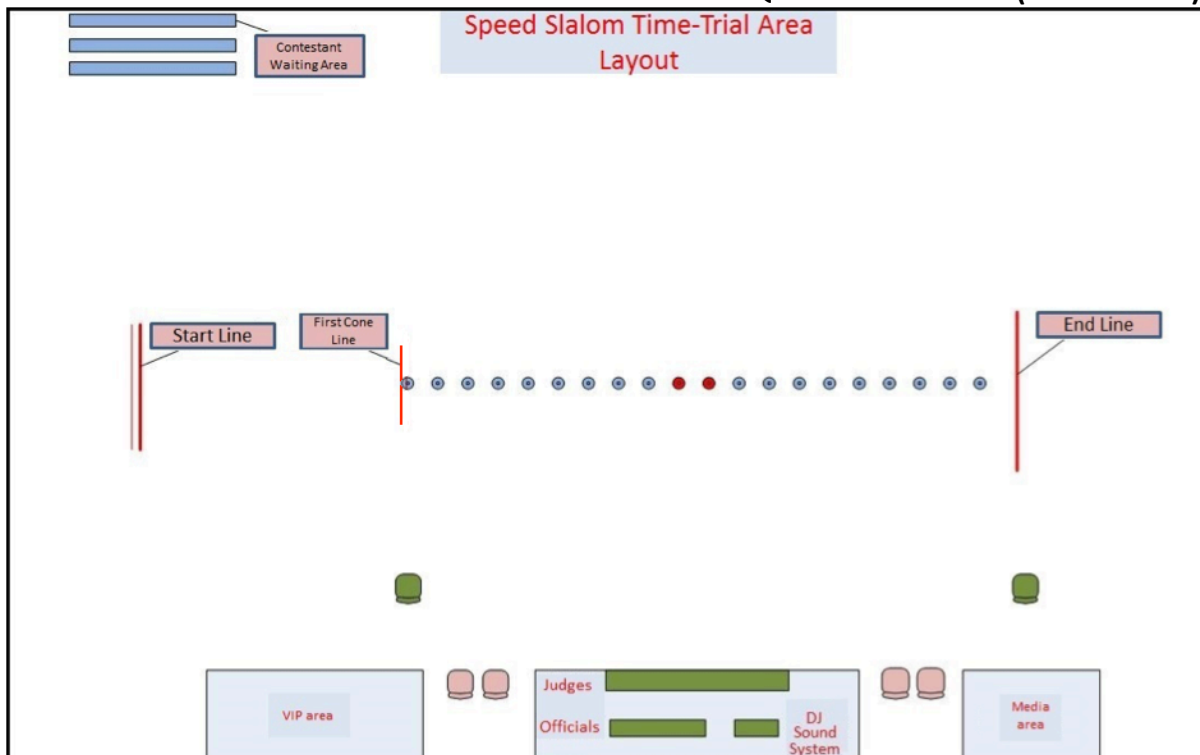 Speed Slalom Time-Trial Area
Layout
Contestant
Waiting Area
Start Line
First Cone
Line
End Line
VIP area
Judges
Officials
DJ
Sound
System
Media
area